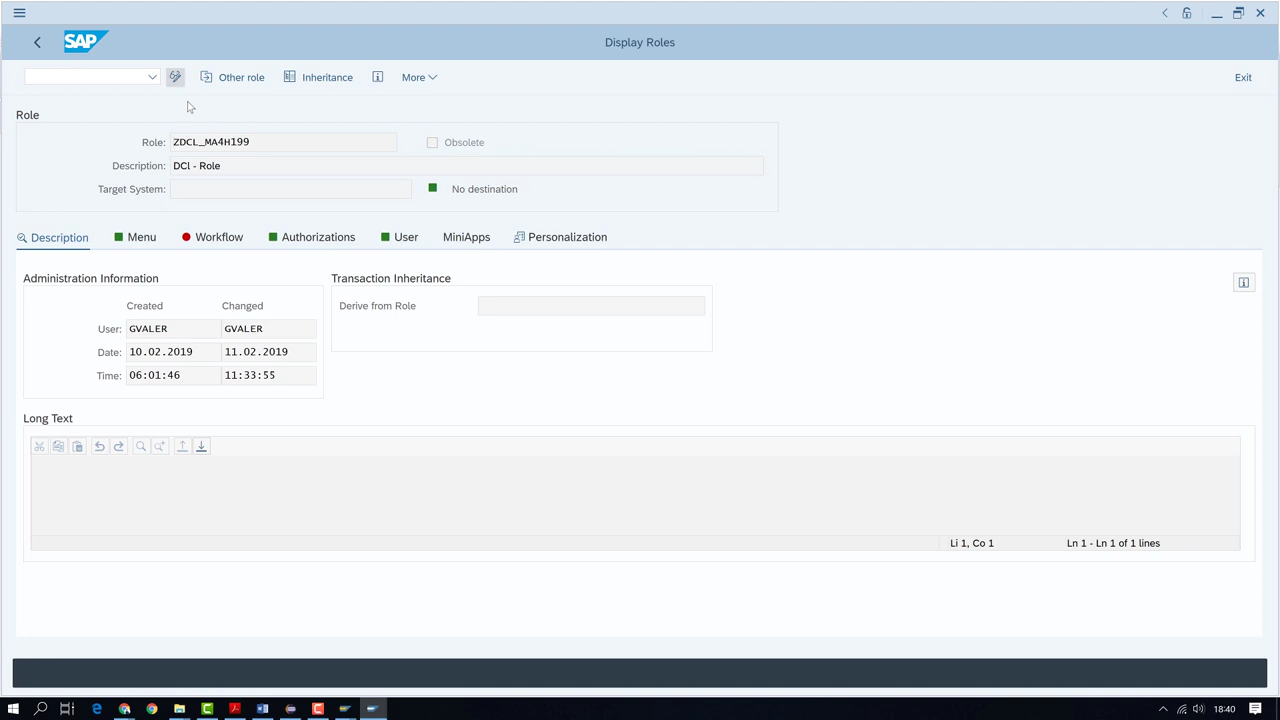 SAP
Display Roles
Other role Inheritance More Exit
Role
Role: ZDCL_MA4H199 Obsolete
Description: DCl - Role
Target System: No destination
Description Menu Workflow Authorizations User MiniApps Personalization
Administration Information Transaction Inheritance
Created Changed Derive from Role
User: GVALER GVALER
Date: 10.02.2019 11.02.2019
Time: 06:01:46 11:33:55
Long Text
Li 1, Co 1 Ln 1 - Ln 1 of 1 lines
18:40